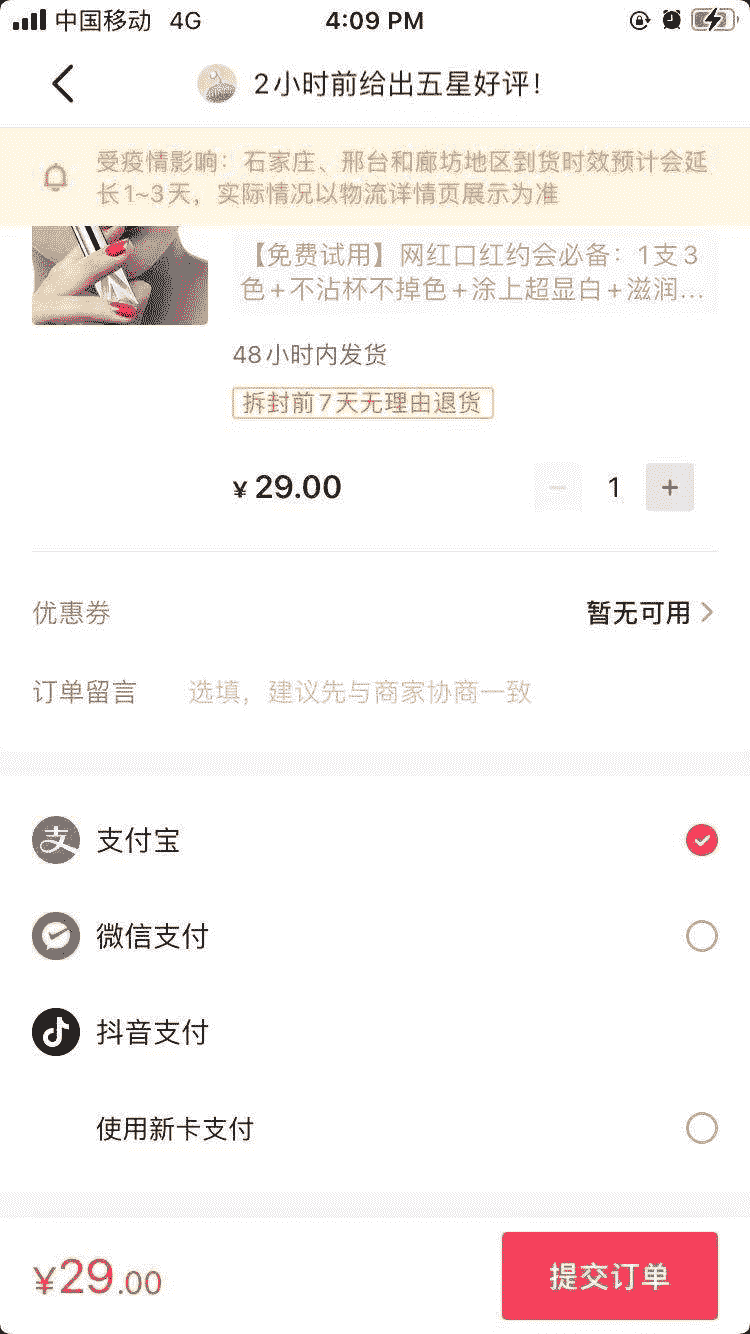 中国移动 4G 4:09 PM
2小时前给出五星好评！
受疫情影响：石家庄、邢台和廊坊地区到货时效预计会延
长1~3天，实际情况以物流详情页展示为准
【免费试用】网红口红约会必备：1支3
色+不沾杯不掉色+涂上超显白+滋润...
48小时内发货
拆封前7天无理由退货
¥ 29.00 － 1 +
优惠券 暂无可用
订单留言 选填，建议先与商家协商一致
支 支付宝
微信支付
抖音支付
使用新卡支付
¥29.00 提交订单